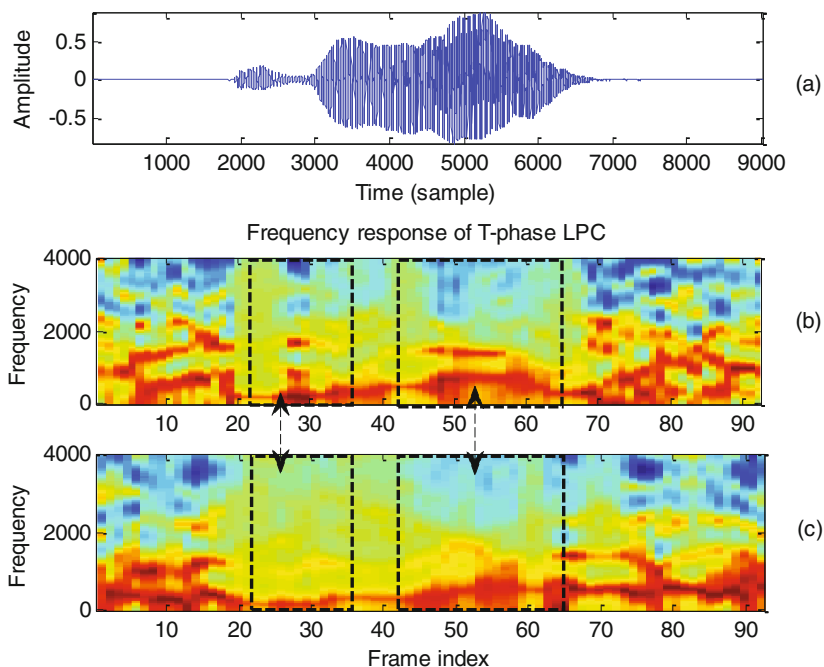 0.5
0
-0.5
Amplitude
(a)
1000 2000 3000 4000 5000 6000 7000 8000 9000
Time (sample)
Frequency response of T-phase LPC
4000
2000
0
Frequency
(b)
10 20 30 40 50 60 70 80 90
4000
2000
0
Frequency
(c)
10 20 30 40 50 60 70 80 90
Frame index